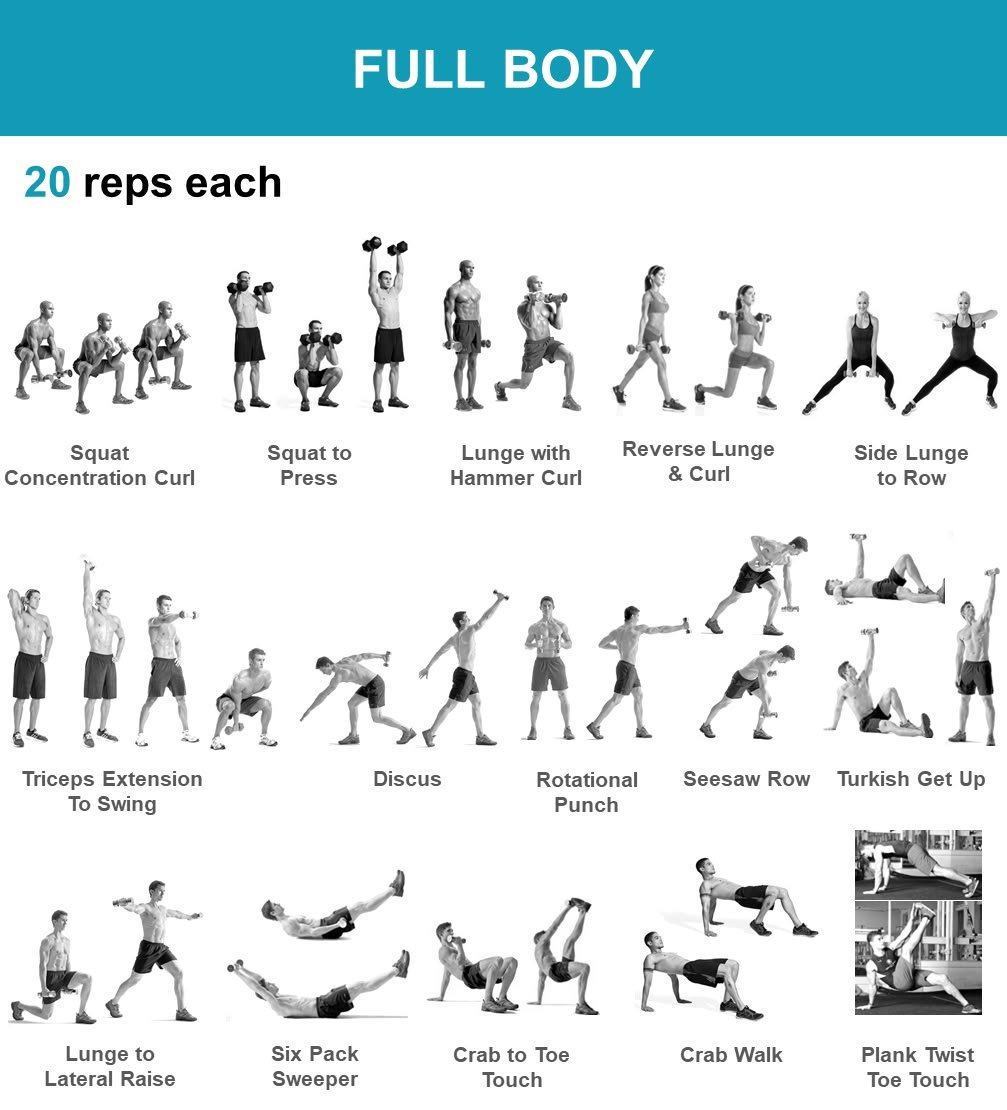 FULL BODY
20 reps each
Squat
Concentration Curl
Squat to
Press
Lunge with
Hammer Curl
Reverse Lunge
& Curl
Side Lunge
to Row
Triceps Extension
To Swing
Discus
Rotational
Punch
Seesaw Row
Turkish Get Up
Lunge to
Lateral Raise
Six Pack
Sweeper
Crab to Toe
Touch
Crab Walk
Plank Twist
Toe Touch